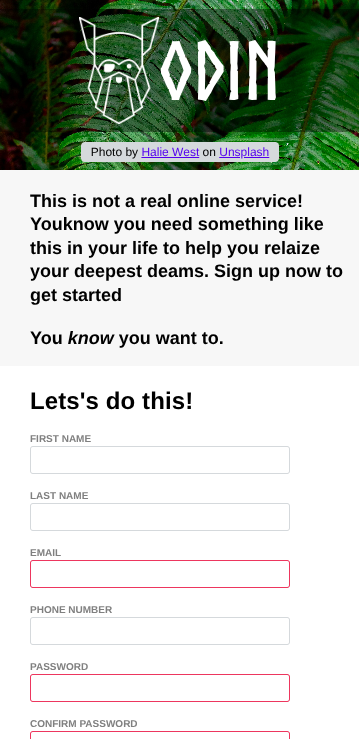 ODIN
Photo by Halie West on Unsplash
This is not a real online service!
Youknow you need something like
this in your life to help you relaize
your deepest deams. Sign up now to
get started
You know you want to.
Lets's do this!
FIRST NAME
LAST NAME
EMAIL
PHONE NUMBER
PASSWORD
CONFIRM PASSWORD